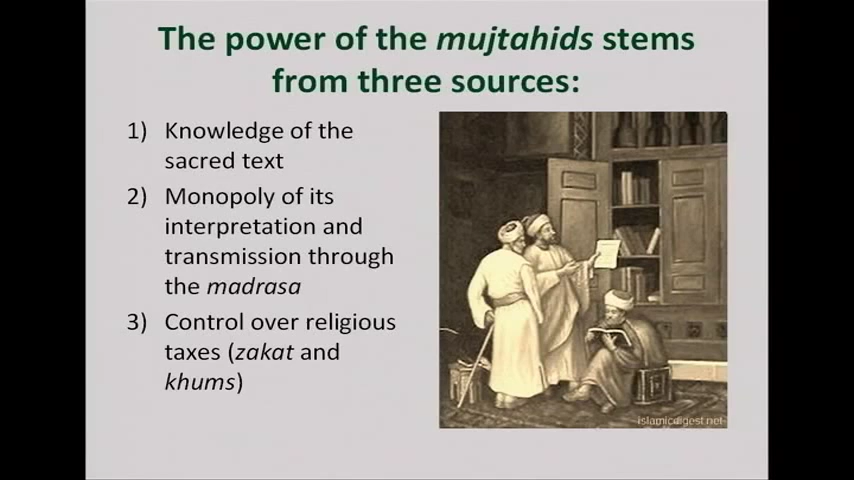 The power of the mujtahids stems
from three sources:
1) Knowledge of the
sacred text
2) Monopoly of its
interpretation and
transmission through
the madrasa
3) Control over religious
taxes (zakat and
khums)
islamicdigest.net